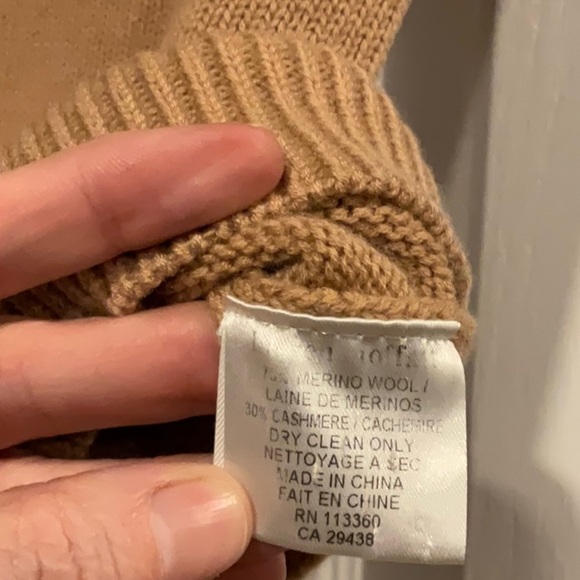 MERINO WOOL /
LAINE DE MERINOS
30% CASHMERE / CACHEMIRE
DRY CLEAN ONLY
NETTOYAGE A SEC
MADE IN CHINA
FAIT EN CHINE
RN 113360
CA 29438